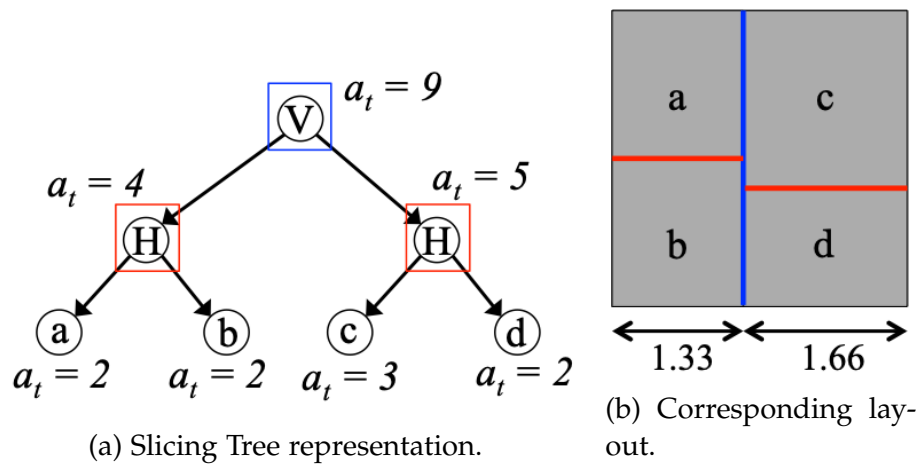 V
a_t = 9
a_t = 4
a_t = 5
H
H
a
b
c
d
a_t = 2
a_t = 2
a_t = 3
a_t = 2
(a) Slicing Tree representation.
a
c
b
d
1.33
1.66
(b) Corresponding lay-
out.